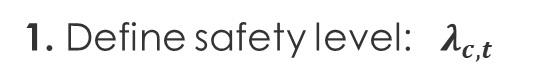 1. Define safety level: λc,t